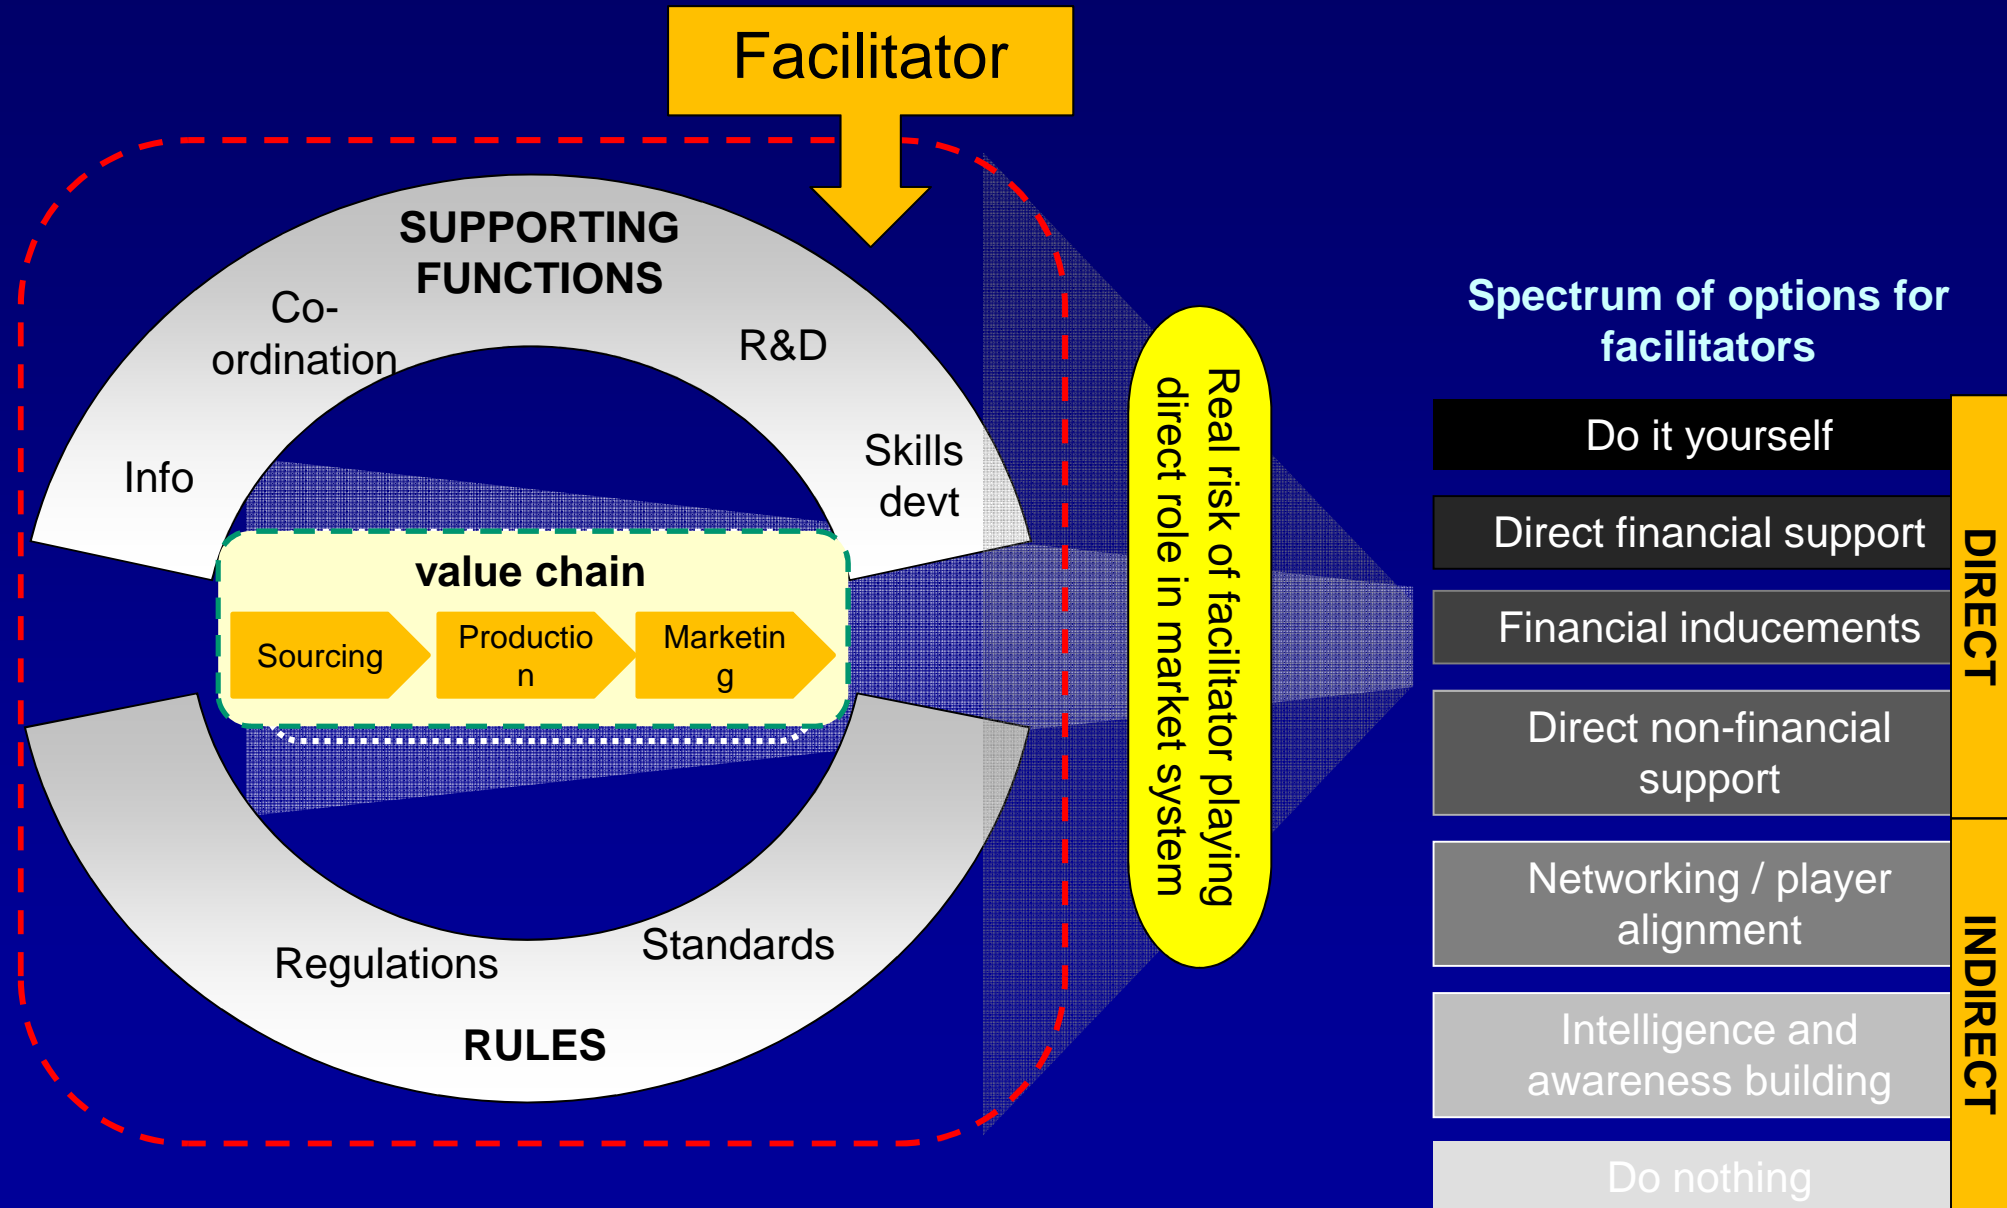 Facilitator
SUPPORTING
FUNCTIONS
Co-
ordination
R&D
Info
Skills
devt
value chain
Sourcing
Productio
n
Marketin
g
Regulations
Standards
RULES
Real risk of facilitator playing
direct role in market system
Spectrum of options for
facilitators
Do it yourself
Direct financial support
Financial inducements
Direct non-financial
support
Networking / player
alignment
Intelligence and
awareness building
Do nothing
DIRECT
INDIRECT